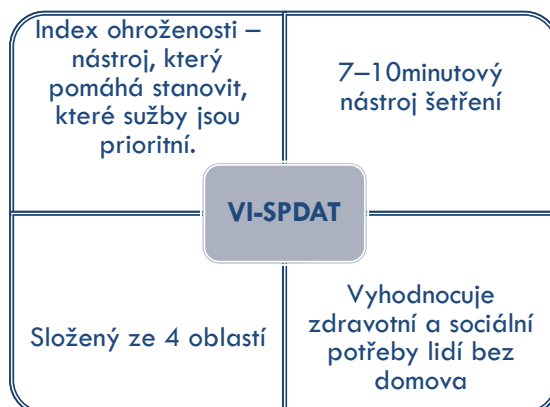 Index ohroženosti –
nástroj, který
pomáhá stanovit,
které sužby jsou
prioritní.
7–10minutový
nástroj šetření
VI-SPDAT
Složený ze 4 oblastí
Vyhodnocuje
zdravotní a sociální
potřeby lidí bez
domova